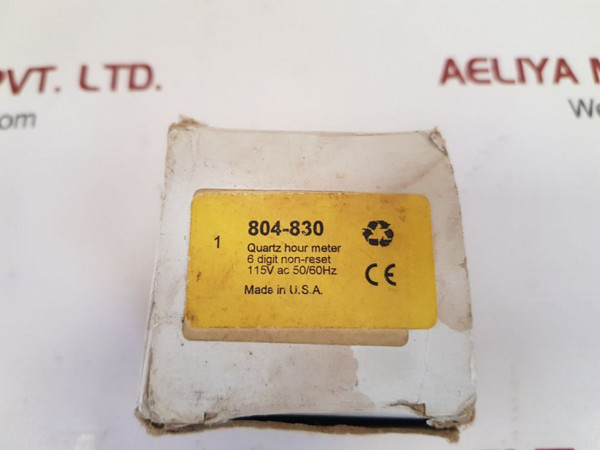 PVT. LTD.
AELIYA M
com
We
1
804-830
Quartz hour meter
6 digit non-reset
115V ac 50/60Hz
CE
Made in U.S.A.